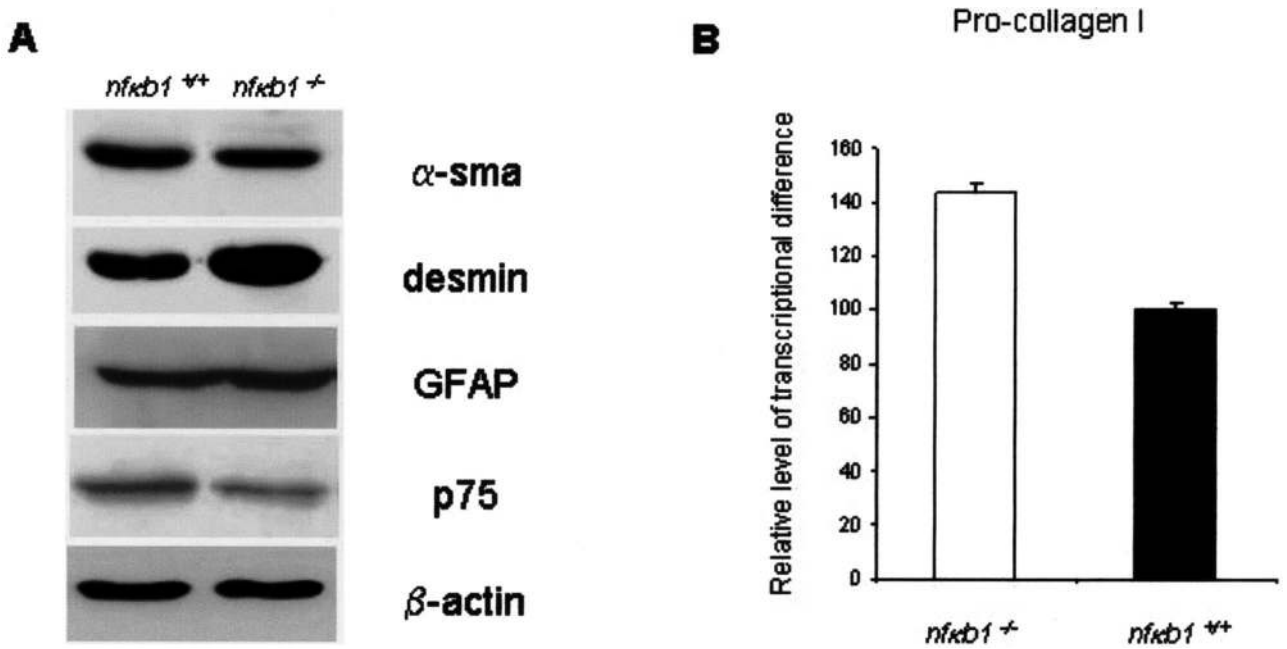 A
nfκb1 +/+ nfκb1 -/-
α-sma
desmin
GFAP
p75
β-actin
B
Pro-collagen I
Relative level of transcriptional difference
160
140
120
100
80
60
40
20
0
nfκb1 -/- nfκb1 +/+